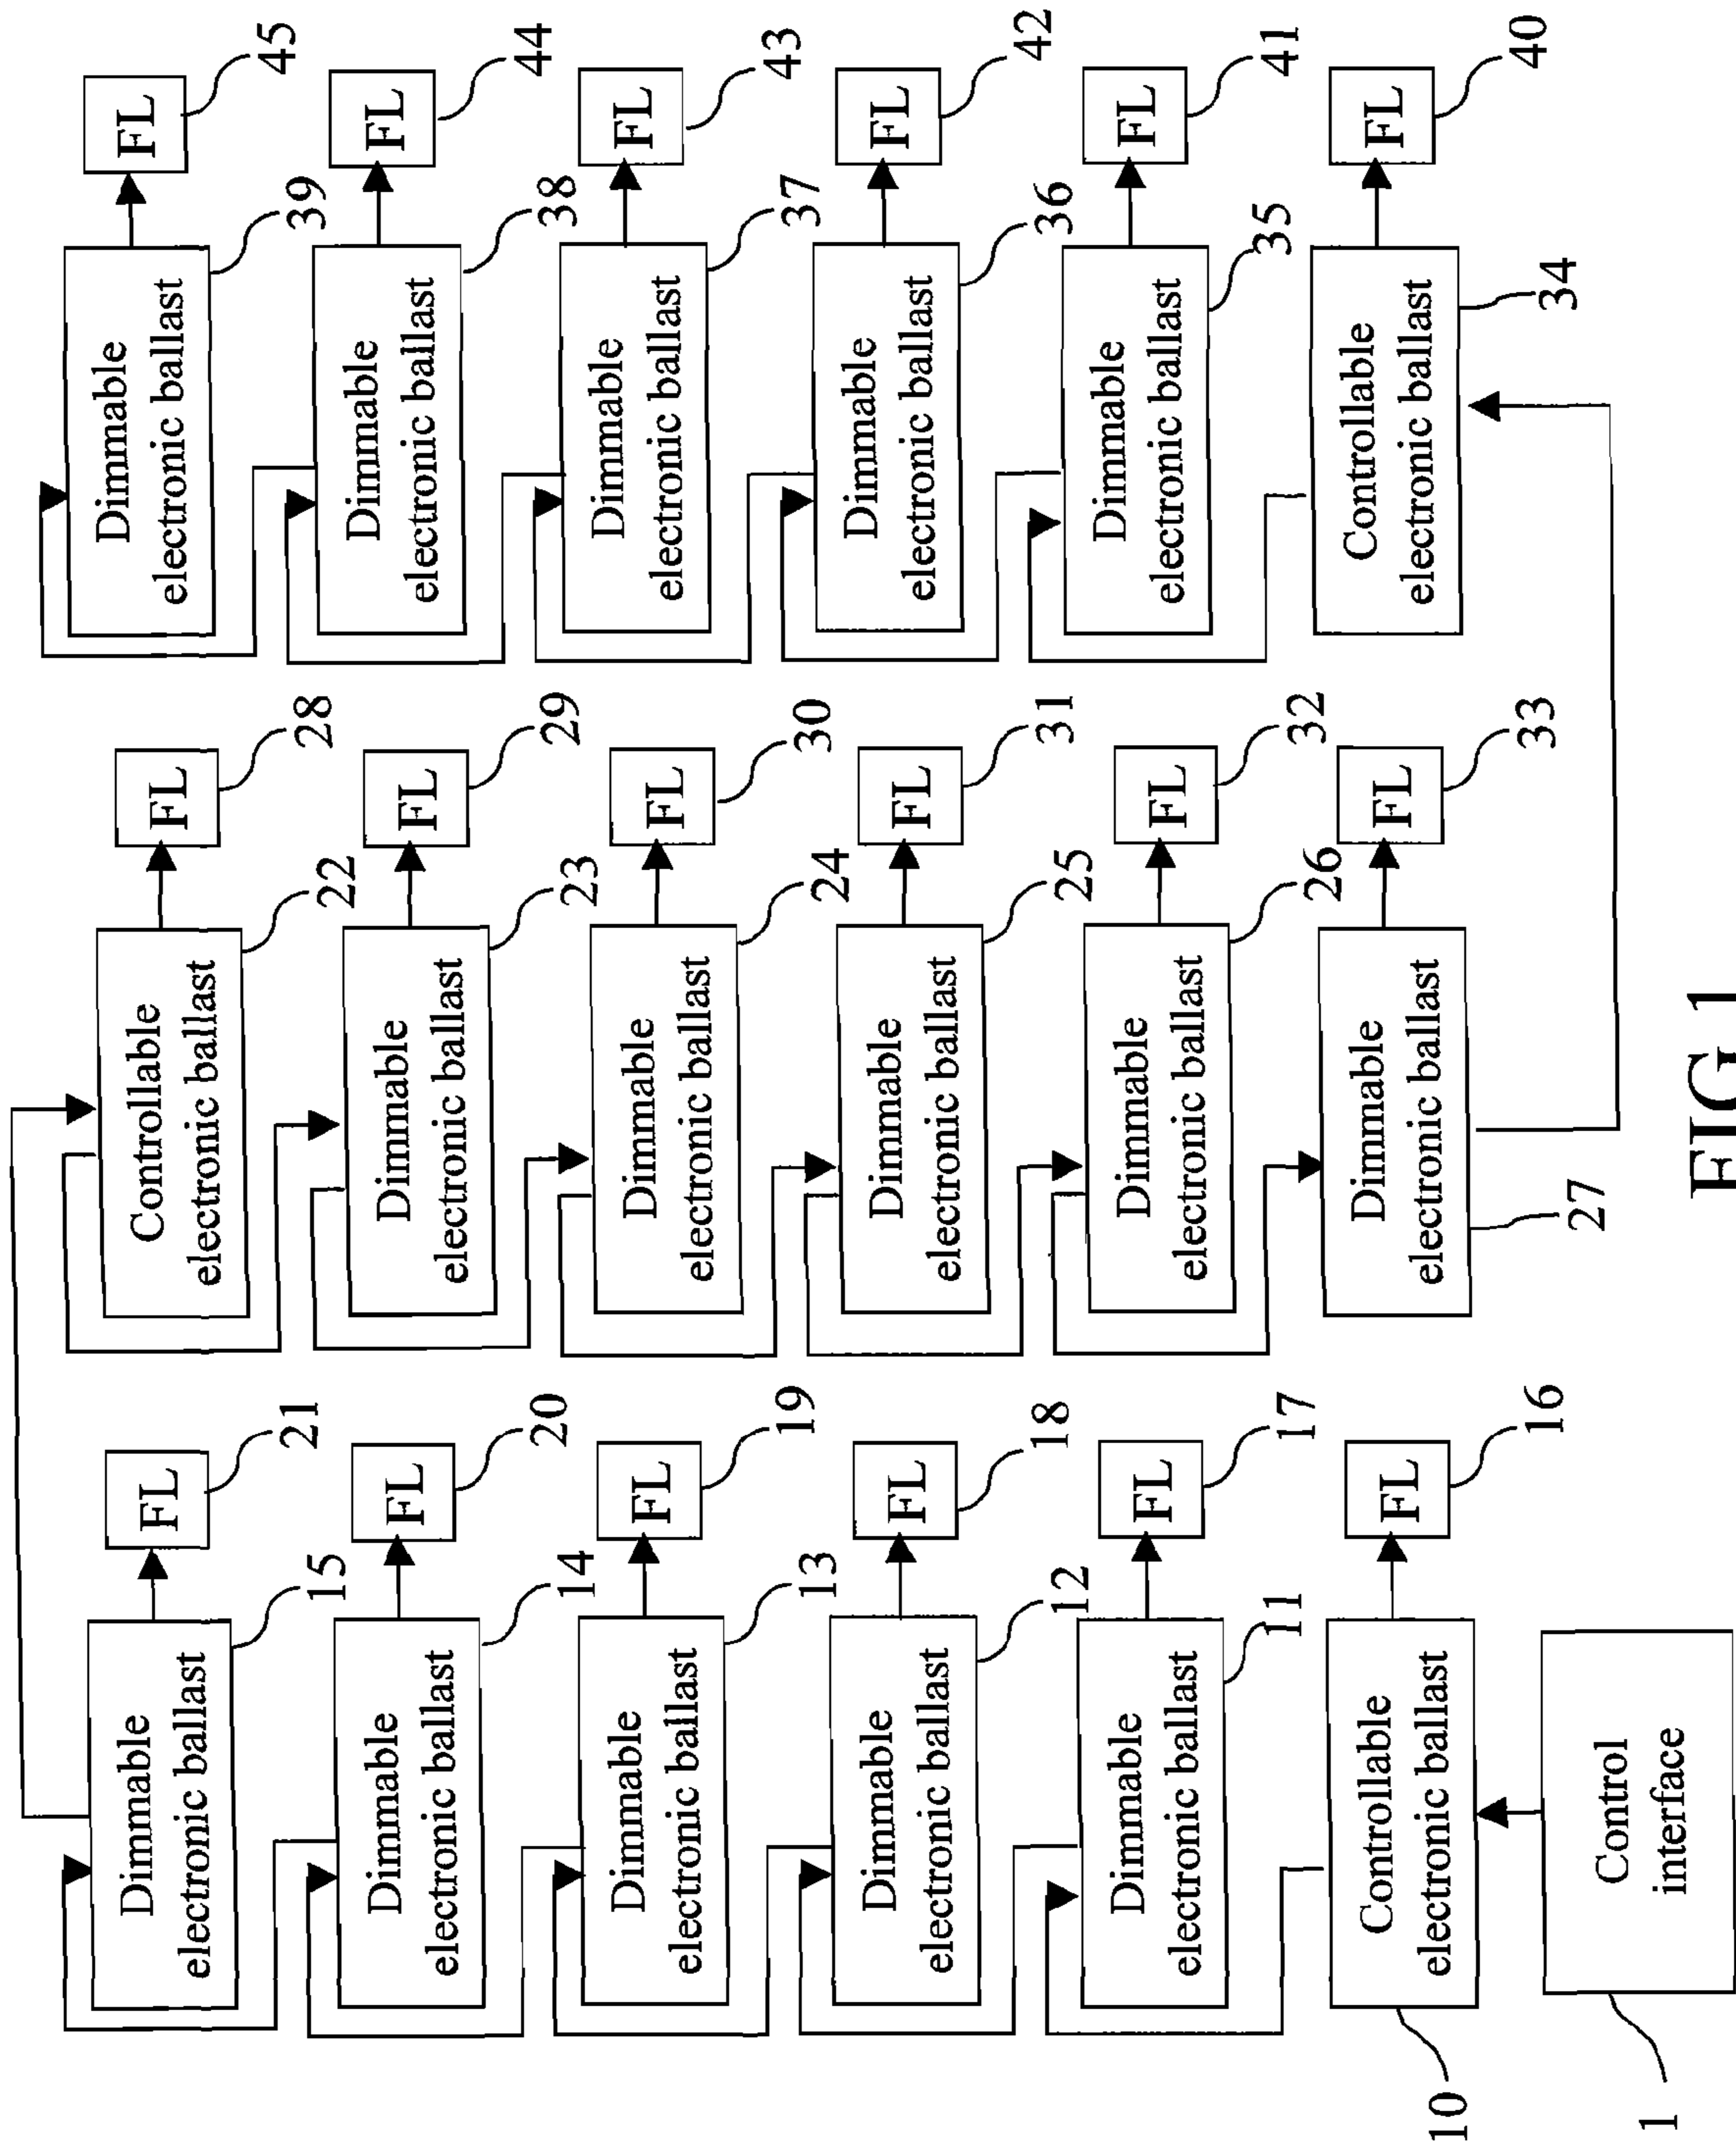 Dimmable
electronic ballast
15
FL
21
Dimmable
electronic ballast
14
FL
20
Dimmable
electronic ballast
13
FL
19
Dimmable
electronic ballast
12
FL
18
Dimmable
electronic ballast
11
FL
17
10
Controllable
electronic ballast
FL
16
1
Control
interface
Controllable
electronic ballast
22
FL
28
Dimmable
electronic ballast
23
FL
29
Dimmable
electronic ballast
24
FL
30
Dimmable
electronic ballast
25
FL
31
Dimmable
electronic ballast
26
FL
32
Dimmable
electronic ballast
27
FL
33
Dimmable
electronic ballast
39
FL
45
Dimmable
electronic ballast
38
FL
44
Dimmable
electronic ballast
37
FL
43
Dimmable
electronic ballast
36
FL
42
Dimmable
electronic ballast
35
FL
41
Controllable
electronic ballast
34
FL
40
FIG 1